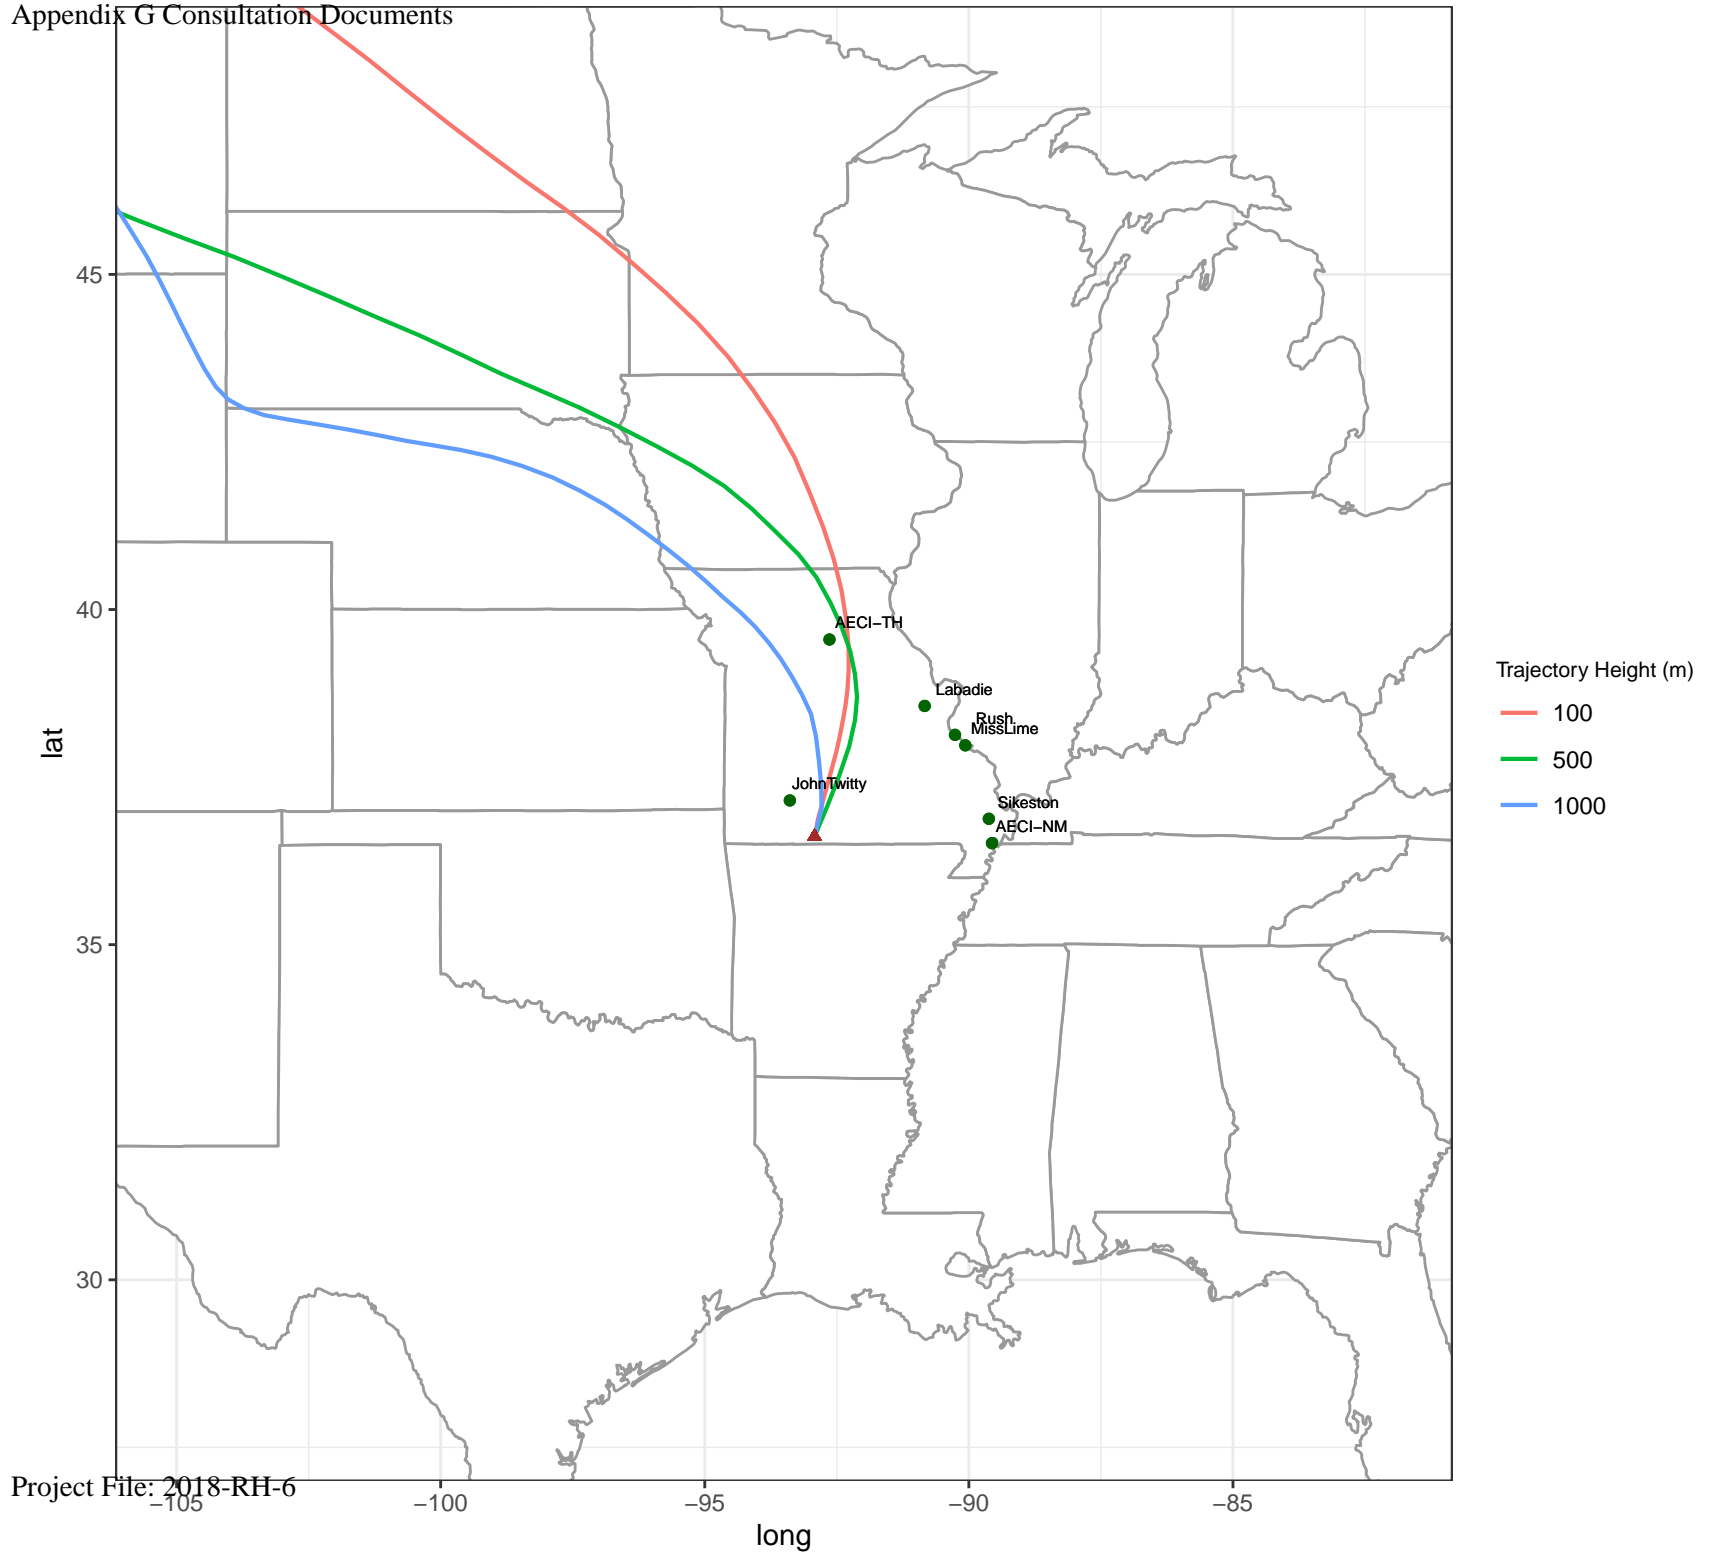 Appendix G Consultation Documents
45
40
35
30
lat
AECI−TH
Labadie
Rush
MissLime
JohnTwitty
Sikeston
AECI−NM
Trajectory Height (m)
100
500
1000
Project File: 2018-RH-6
−105
−100
−95
−90
−85
long